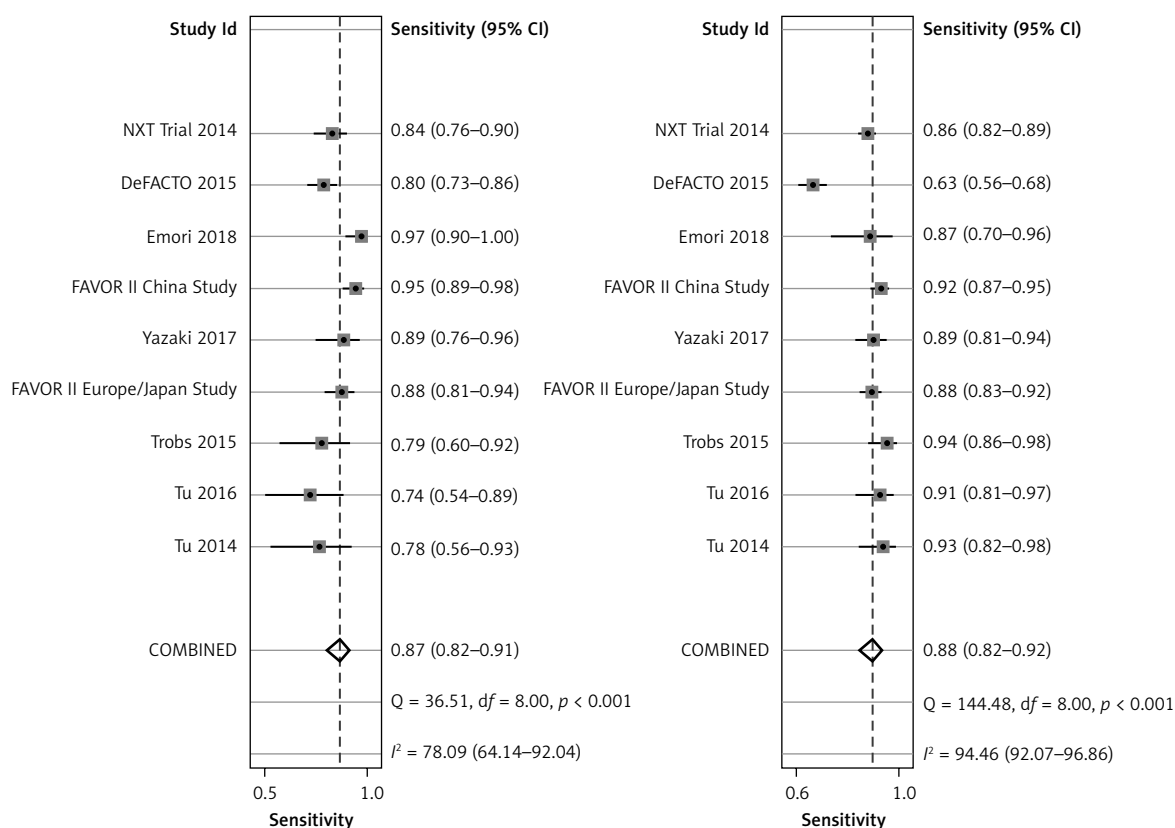 Study Id Sensitivity (95% CI)
NXT Trial 2014 0.84 (0.76–0.90)
DeFACTO 2015 0.80 (0.73–0.86)
Emori 2018 0.97 (0.90–1.00)
FAVOR II China Study 0.95 (0.89–0.98)
Yazaki 2017 0.89 (0.76–0.96)
FAVOR II Europe/Japan Study 0.88 (0.81–0.94)
Trobs 2015 0.79 (0.60–0.92)
Tu 2016 0.74 (0.54–0.89)
Tu 2014 0.78 (0.56–0.93)
COMBINED 0.87 (0.82–0.91)
Q = 36.51, df = 8.00, p < 0.001
I² = 78.09 (64.14–92.04)
0.5 1.0
Sensitivity
Study Id Sensitivity (95% CI)
NXT Trial 2014 0.86 (0.82–0.89)
DeFACTO 2015 0.63 (0.56–0.68)
Emori 2018 0.87 (0.70–0.96)
FAVOR II China Study 0.92 (0.87–0.95)
Yazaki 2017 0.89 (0.81–0.94)
FAVOR II Europe/Japan Study 0.88 (0.83–0.92)
Trobs 2015 0.94 (0.86–0.98)
Tu 2016 0.91 (0.81–0.97)
Tu 2014 0.93 (0.82–0.98)
COMBINED 0.88 (0.82–0.92)
Q = 144.48, df = 8.00, p < 0.001
I² = 94.46 (92.07–96.86)
0.6 1.0
Sensitivity